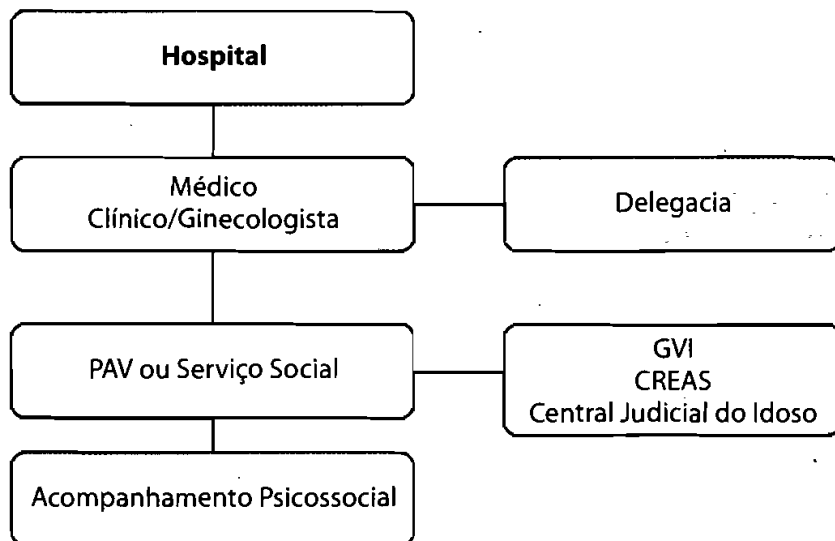 Hospital
Médico
Clínico/Ginecologista
Delegacia
PAV ou Serviço Social
GVI
CREAS
Central Judicial do Idoso
Acompanhamento Psicossocial